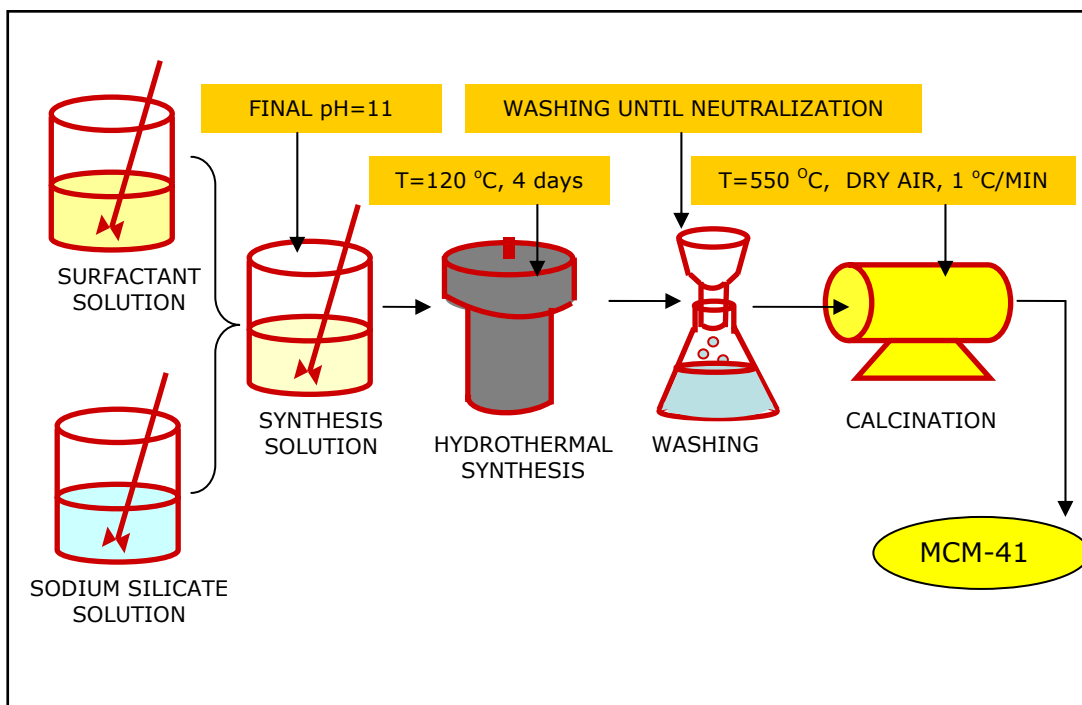 FINAL pH=11
WASHING UNTIL NEUTRALIZATION
T=120 °C, 4 days
T=550 °C, DRY AIR, 1 °C/MIN
SURFACTANT
SOLUTION
SYNTHESIS
SOLUTION
HYDROTHERMAL
SYNTHESIS
WASHING
CALCINATION
MCM-41
SODIUM SILICATE
SOLUTION